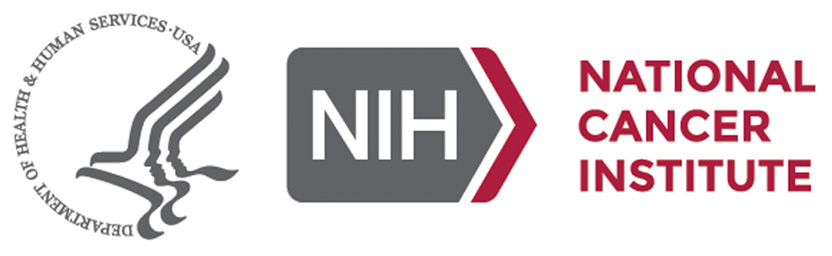 DEPARTMENT OF HEALTH & HUMAN SERVICES·USA
NIH
NATIONAL
CANCER
INSTITUTE